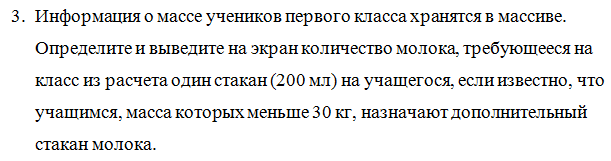 3. Информация о массе учеников первого класса хранятся в массиве.
Определите и выведите на экран количество молока, требующееся на
класс из расчета один стакан (200 мл) на учащегося, если известно, что
учащимся, масса которых меньше 30 кг, назначают дополнительный
стакан молока.